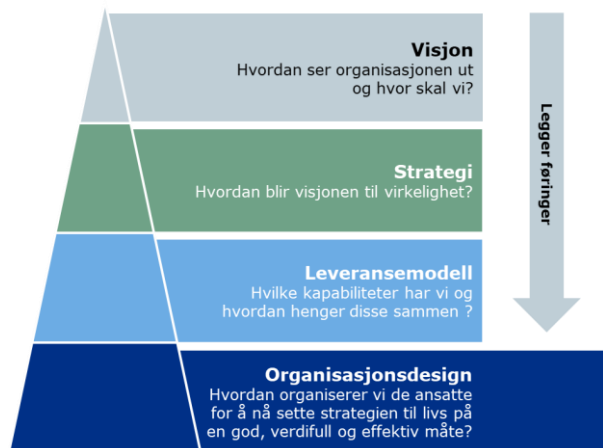 Visjon
Hvordan ser organisasjonen ut
og hvor skal vi?
Legger føringer
Strategi
Hvordan blir visjonen til virkelighet?
Leveransemodell
Hvilke kapabiliteter har vi og
hvordan henger disse sammen ?
Organisasjonsdesign
Hvordan organiserer vi de ansatte
for å nå sette strategien til livs på
en god, verdifull og effektiv måte?